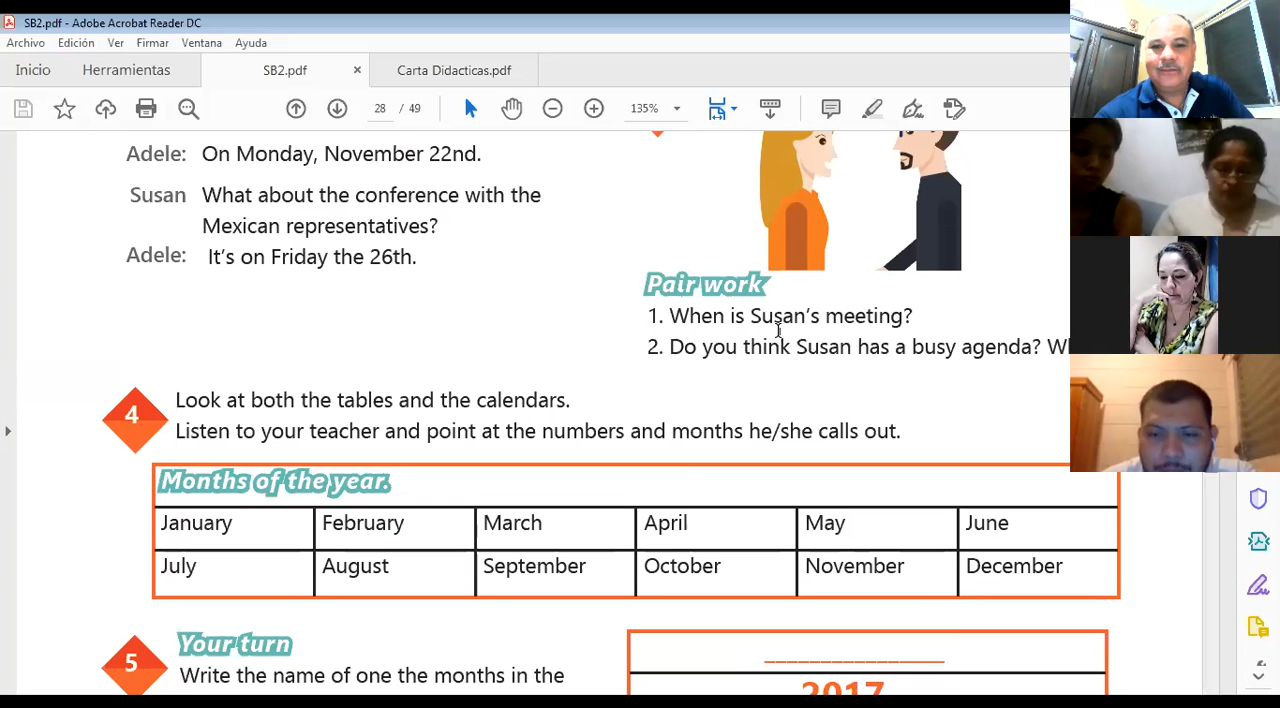 SB2.pdf - Adobe Acrobat Reader DC
Archivo Edición Ver Firmar Ventana Ayuda
Inicio Herramientas SB2.pdf × Carta Didacticas.pdf
28 / 49 135%
Adele: On Monday, November 22nd.
Susan What about the conference with the
Mexican representatives?
Adele: It's on Friday the 26th.
Pair work
1. When is Susan's meeting?
2. Do you think Susan has a busy agenda?
4 Look at both the tables and the calendars.
Listen to your teacher and point at the numbers and months he/she calls out.
Months of the year.
January February March April May June
July August September October November December
5 Your turn
Write the name of one the months in the
________________
2017